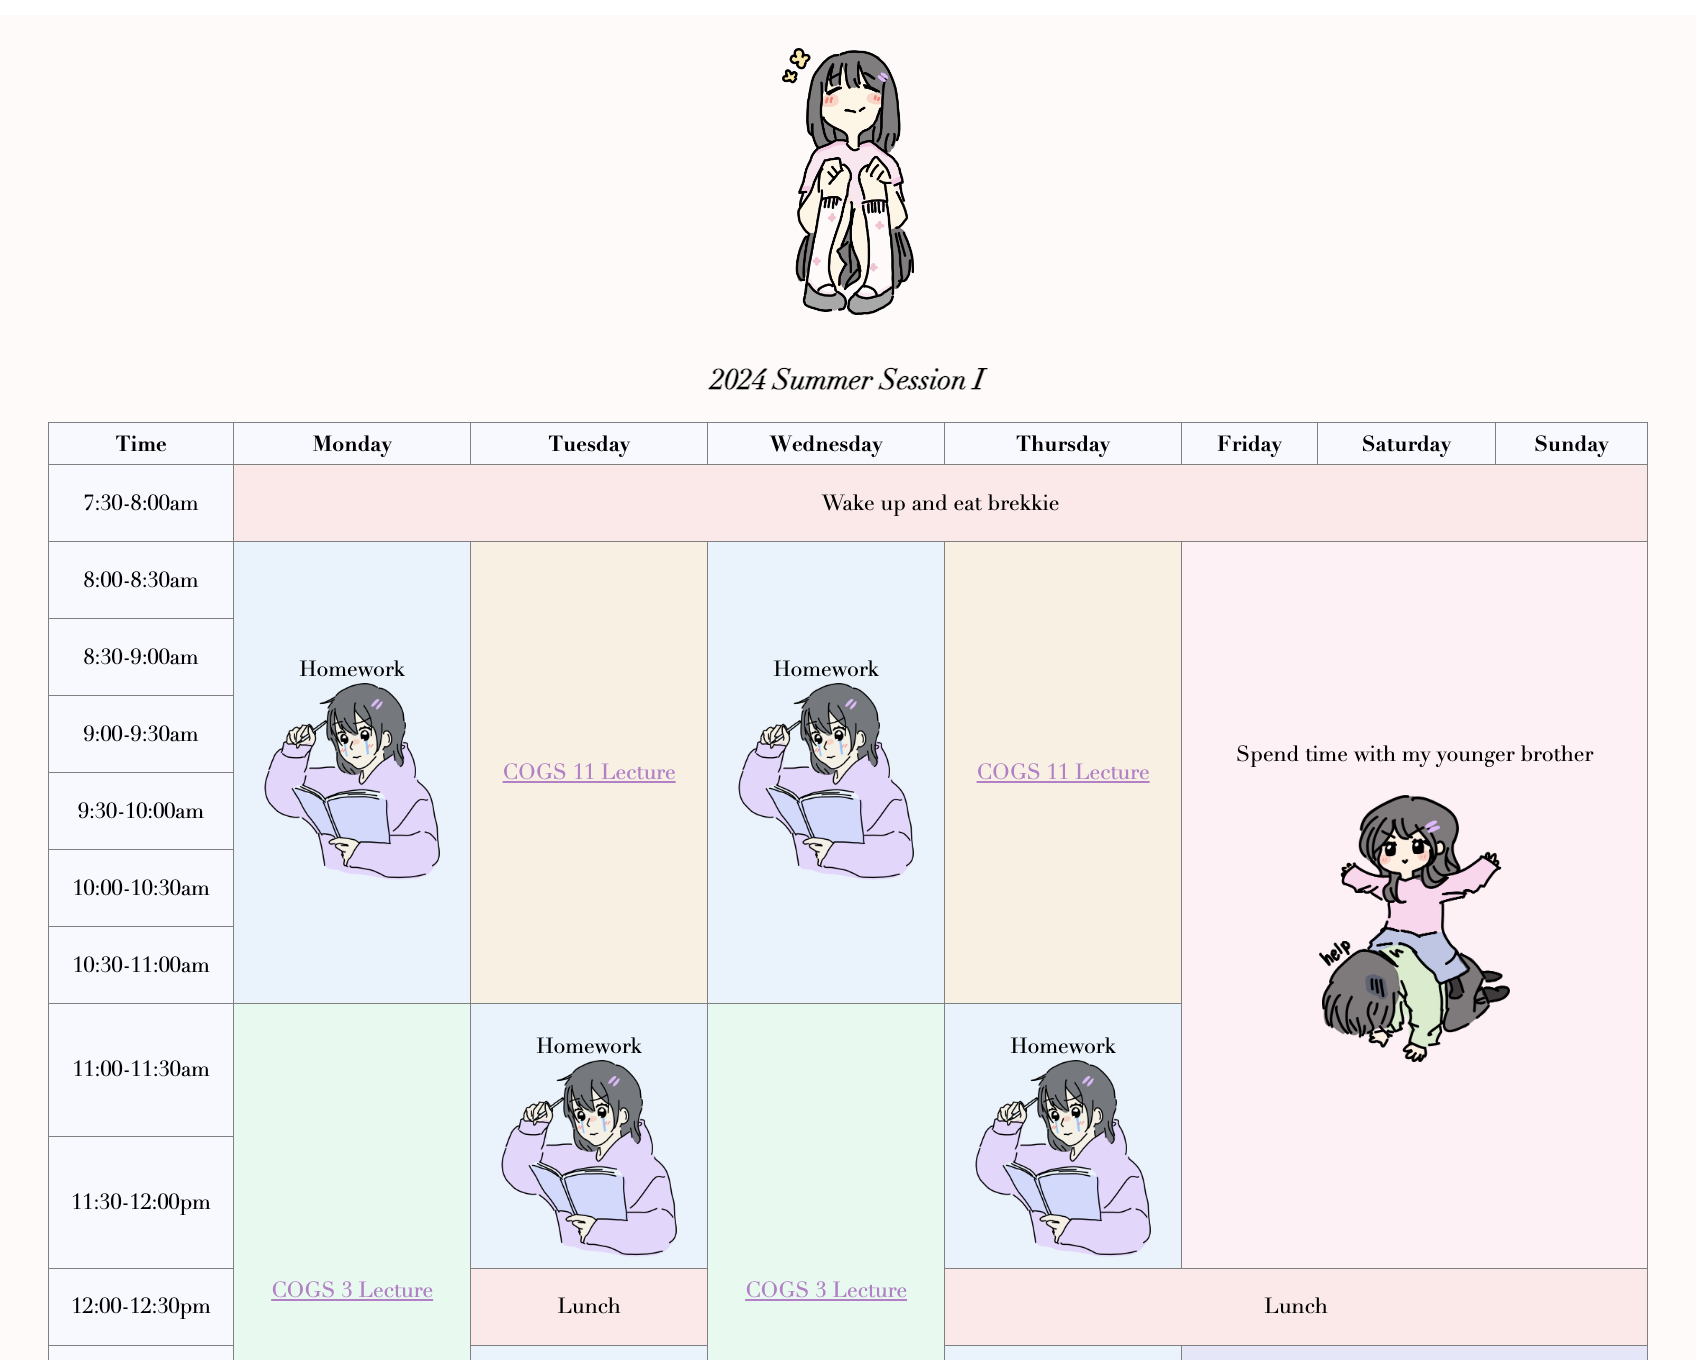 2024 Summer Session I
Time Monday Tuesday Wednesday Thursday Friday Saturday Sunday
7:30-8:00am Wake up and eat brekkie
8:00-8:30am
8:30-9:00am
Homework Homework
9:00-9:30am
Spend time with my younger brother
COGS 11 Lecture COGS 11 Lecture
9:30-10:00am
10:00-10:30am
help
10:30-11:00am
Homework Homework
11:00-11:30am
11:30-12:00pm
COGS 3 Lecture COGS 3 Lecture
12:00-12:30pm Lunch Lunch